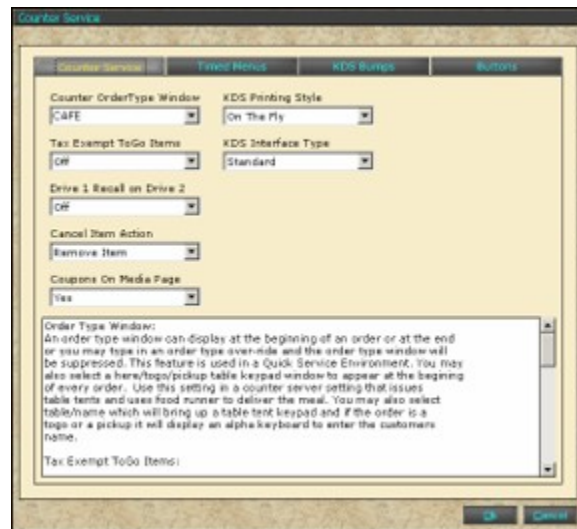 Counter Service
Counter Service Timed Menus KDS Bumps Buttons
Counter OrderType Window KDS Printing Style
CAFE On The Fly
Tax Exempt ToGo Items KDS Interface Type
Off Standard
Drive 1 Recall on Drive 2
Off
Cancel Item Action
Remove Item
Coupons On Media Page
Yes
Order Type Window:
An order type window can display at the beginning of an order or at the end
or you may type in an order type over-ride and the order type window will
be suppressed. This feature is used in a Quick Service Environment. You may
also select a here/togo/pickup table keypad window to appear at the begining
of every order. Use this setting in a counter server setting that issues
table tents and uses food runner to deliver the meal. You may also select
table/name which will bring up a table tent keypad and if the order is a
togo or a pickup it will display an alpha keyboard to enter the customers
name.
Tax Exempt ToGo Items:
Ok Cancel